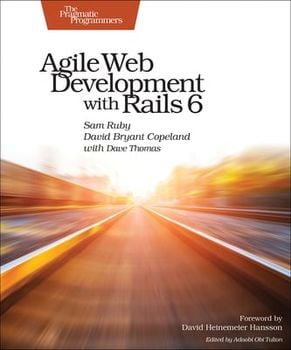 The
Pragmatic
Programmers
Agile Web
Development
with Rails 6
Sam Ruby
David Bryant Copeland
with Dave Thomas
Foreword by
David Heinemeier Hansson
Edited by Adaobi Obi Tulton